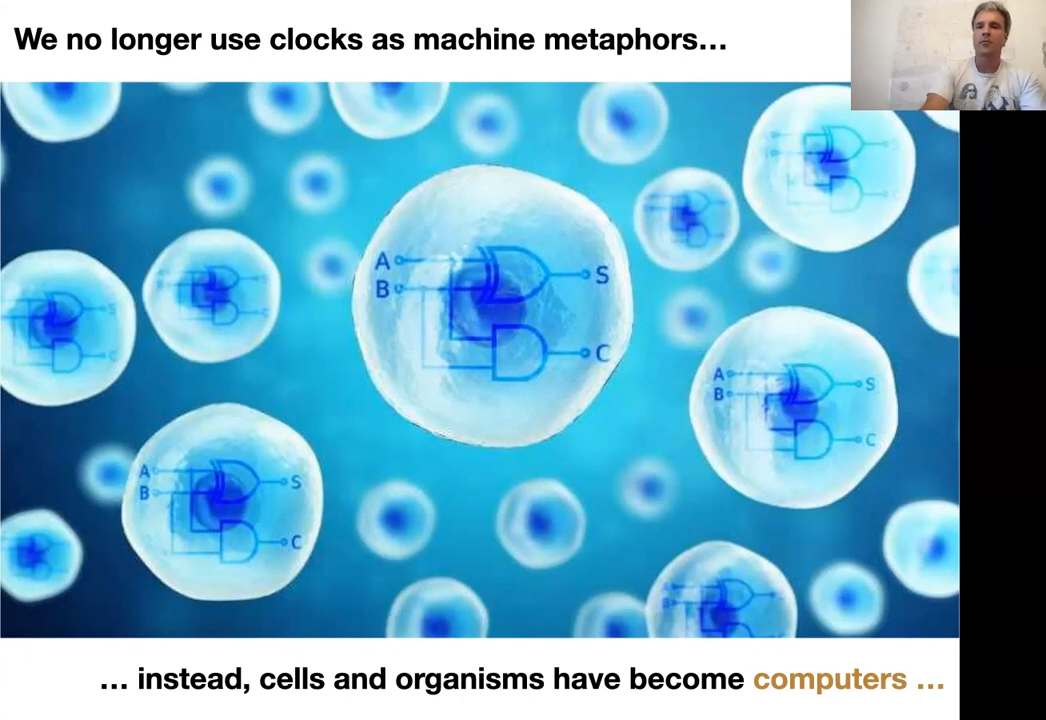 We no longer use clocks as machine metaphors...
A
B
S
C
A
B
S
C
A
B
S
C
... instead, cells and organisms have become computers ...